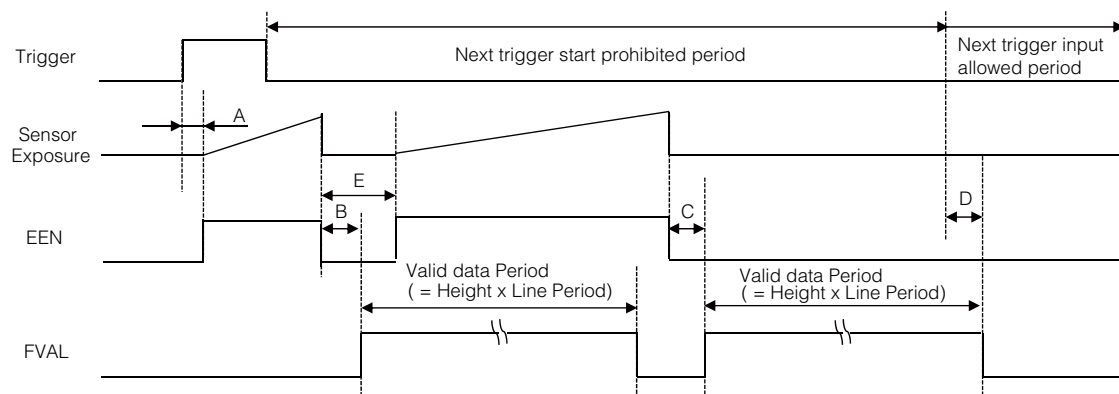 Trigger
Next trigger start prohibited period
Next trigger input
allowed period
A
Sensor
Exposure
E
B
C
D
EEN
Valid data Period
( = Height x Line Period)
Valid data Period
( = Height x Line Period)
FVAL